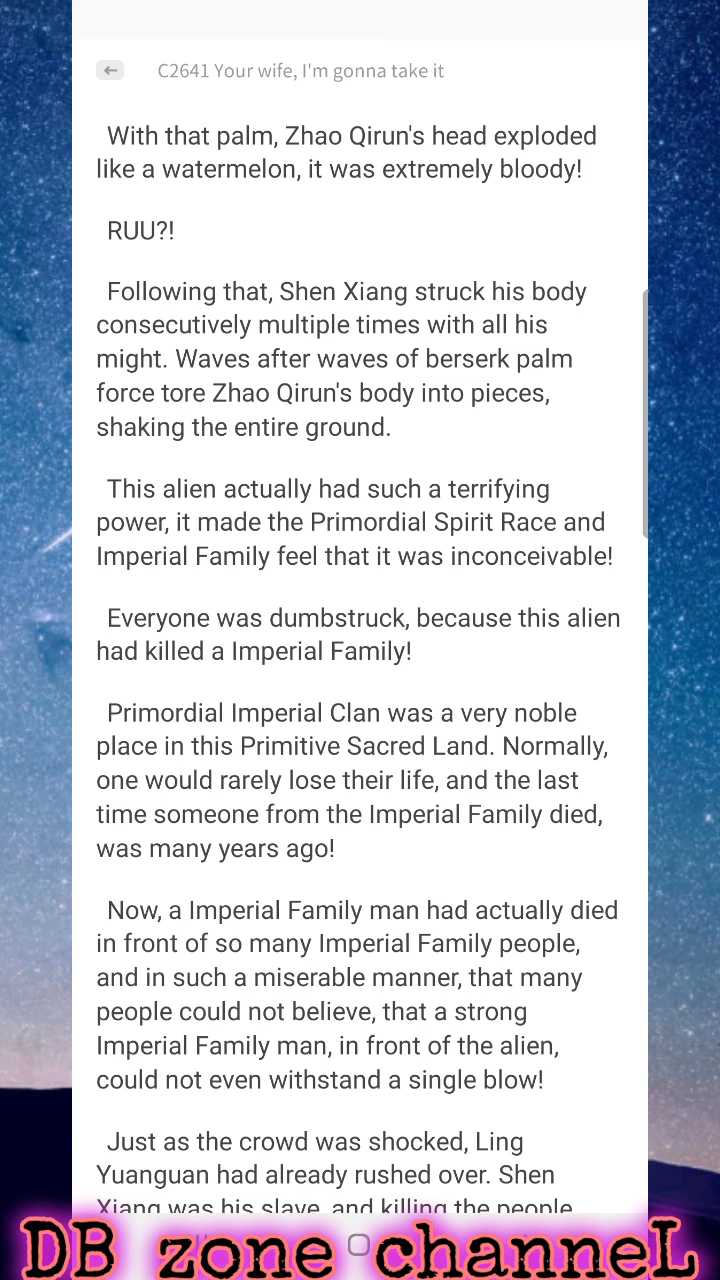 C2641 Your wife, I'm gonna take it
With that palm, Zhao Qirun's head exploded
like a watermelon, it was extremely bloody!
RUU?!
Following that, Shen Xiang struck his body
consecutively multiple times with all his
might. Waves after waves of berserk palm
force tore Zhao Qirun's body into pieces,
shaking the entire ground.
This alien actually had such a terrifying
power, it made the Primordial Spirit Race and
Imperial Family feel that it was inconceivable!
Everyone was dumbstruck, because this alien
had killed a Imperial Family!
Primordial Imperial Clan was a very noble
place in this Primitive Sacred Land. Normally,
one would rarely lose their life, and the last
time someone from the Imperial Family died,
was many years ago!
Now, a Imperial Family man had actually died
in front of so many Imperial Family people,
and in such a miserable manner, that many
people could not believe, that a strong
Imperial Family man, in front of the alien,
could not even withstand a single blow!
Just as the crowd was shocked, Ling
Yuanguan had already rushed over. Shen
Xiang was his slave, and killing the people
DB zone channeL